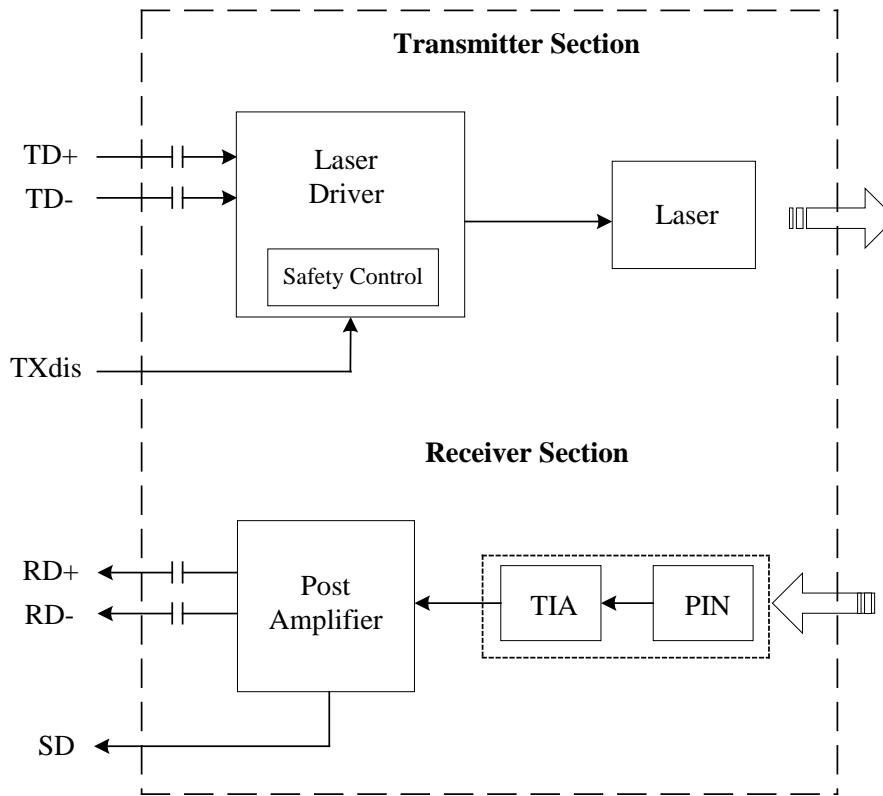 Transmitter Section
TD+
TD-
Laser
Driver
Safety Control
Laser
TXdis
Receiver Section
RD+
RD-
Post
Amplifier
TIA
PIN
SD